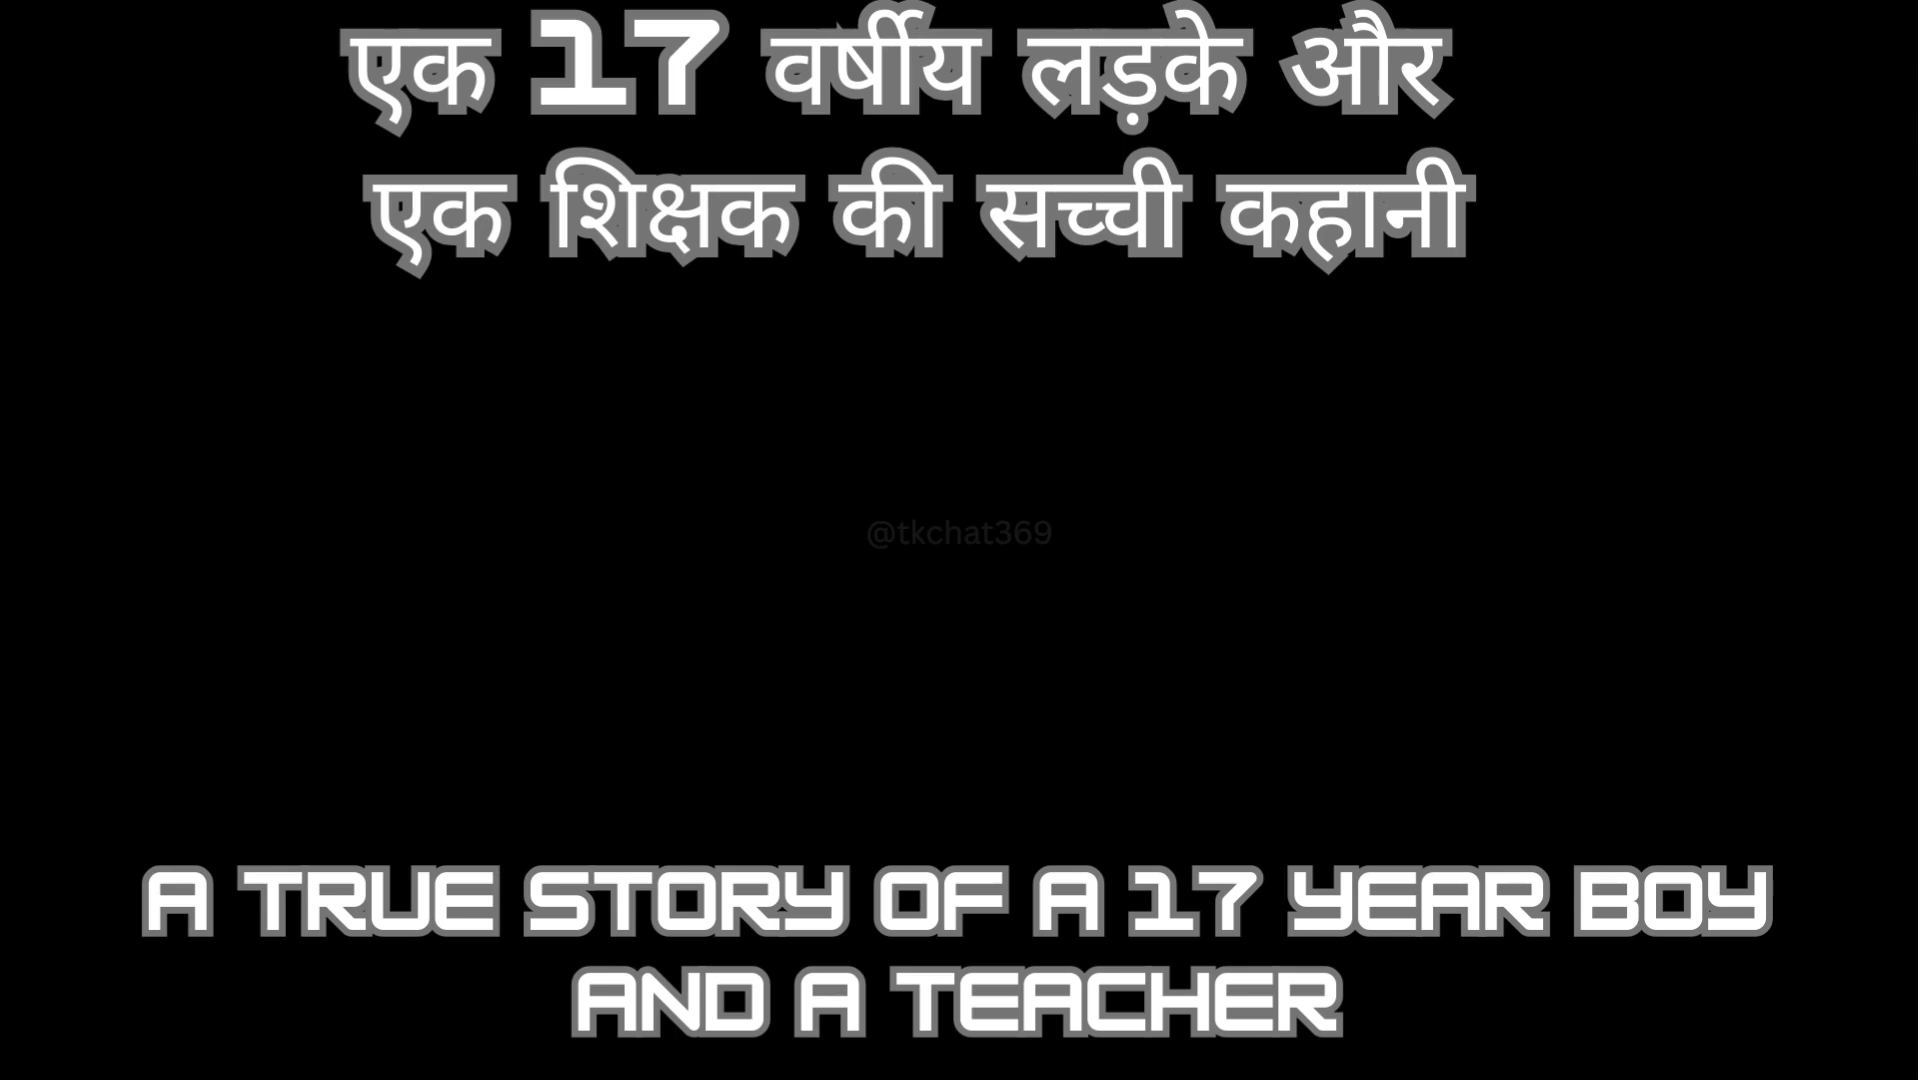 एक 17 वर्षीय लड़के और
एक शिक्षक की सच्ची कहानी
@tkchat369
A TRUE STORY OF A 17 YEAR BOY
AND A TEACHER